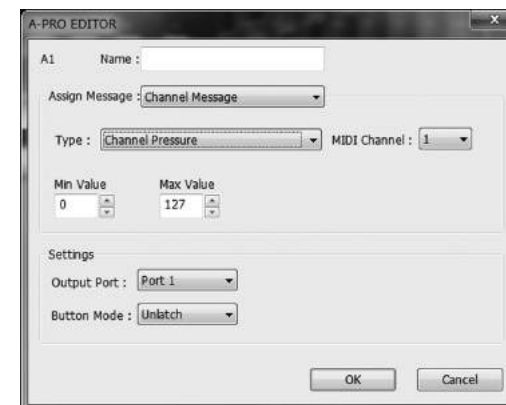 A-PRO EDITOR
A1 Name :
Assign Message : Channel Message
Type : Channel Pressure MIDI Channel : 1
Min Value Max Value
0 127
Settings
Output Port : Port 1
Button Mode : Unlatch
OK Cancel